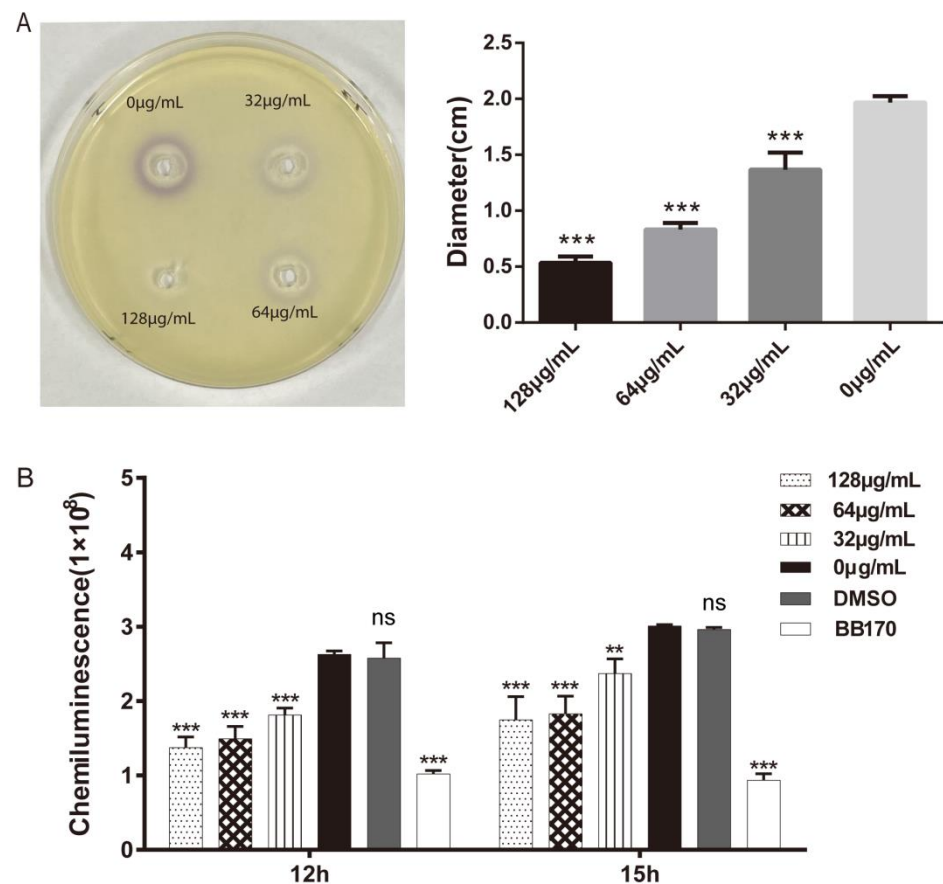 A
0μg/mL
32μg/mL
128μg/mL
64μg/mL
Diameter(cm)
2.5
2.0
1.5
1.0
0.5
0.0
***
***
***
128μg/mL
64μg/mL
32μg/mL
0μg/mL
B
Chemiluminescence(1×10⁸)
5
4
3
2
1
0
***
***
***
ns
***
***
***
**
ns
***
12h
15h
128μg/mL
64μg/mL
32μg/mL
0μg/mL
DMSO
BB170